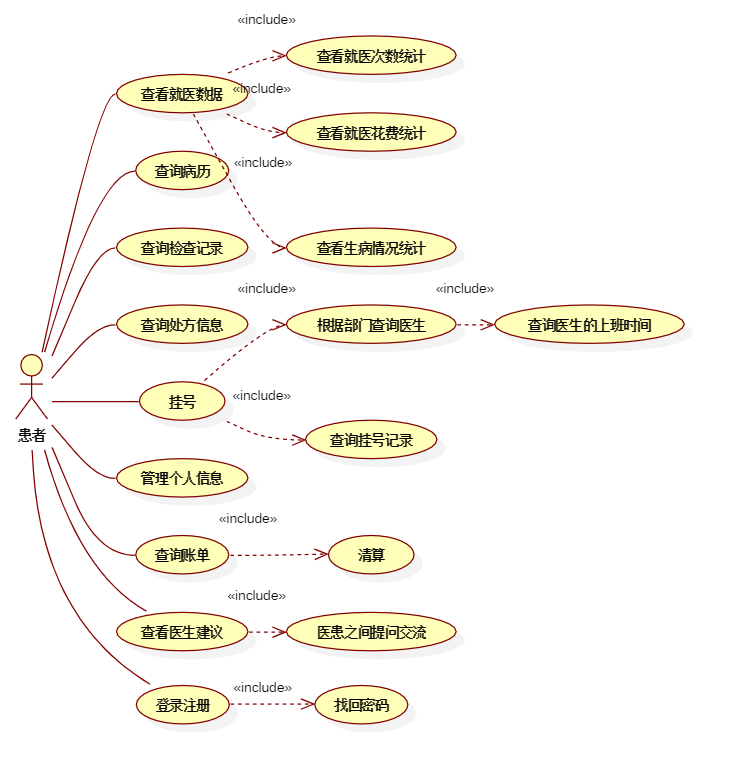 «include»
查看就医次数统计
查看就医数据
«include»
查看就医花费统计
«include»
查询病历
查询检查记录
查看生病情况统计
«include»
«include»
查询处方信息
根据部门查询医生
查询医生的上班时间
挂号
«include»
患者
查询挂号记录
管理个人信息
«include»
查询账单
清算
«include»
查看医生建议
医患之间提问交流
«include»
登录注册
找回密码